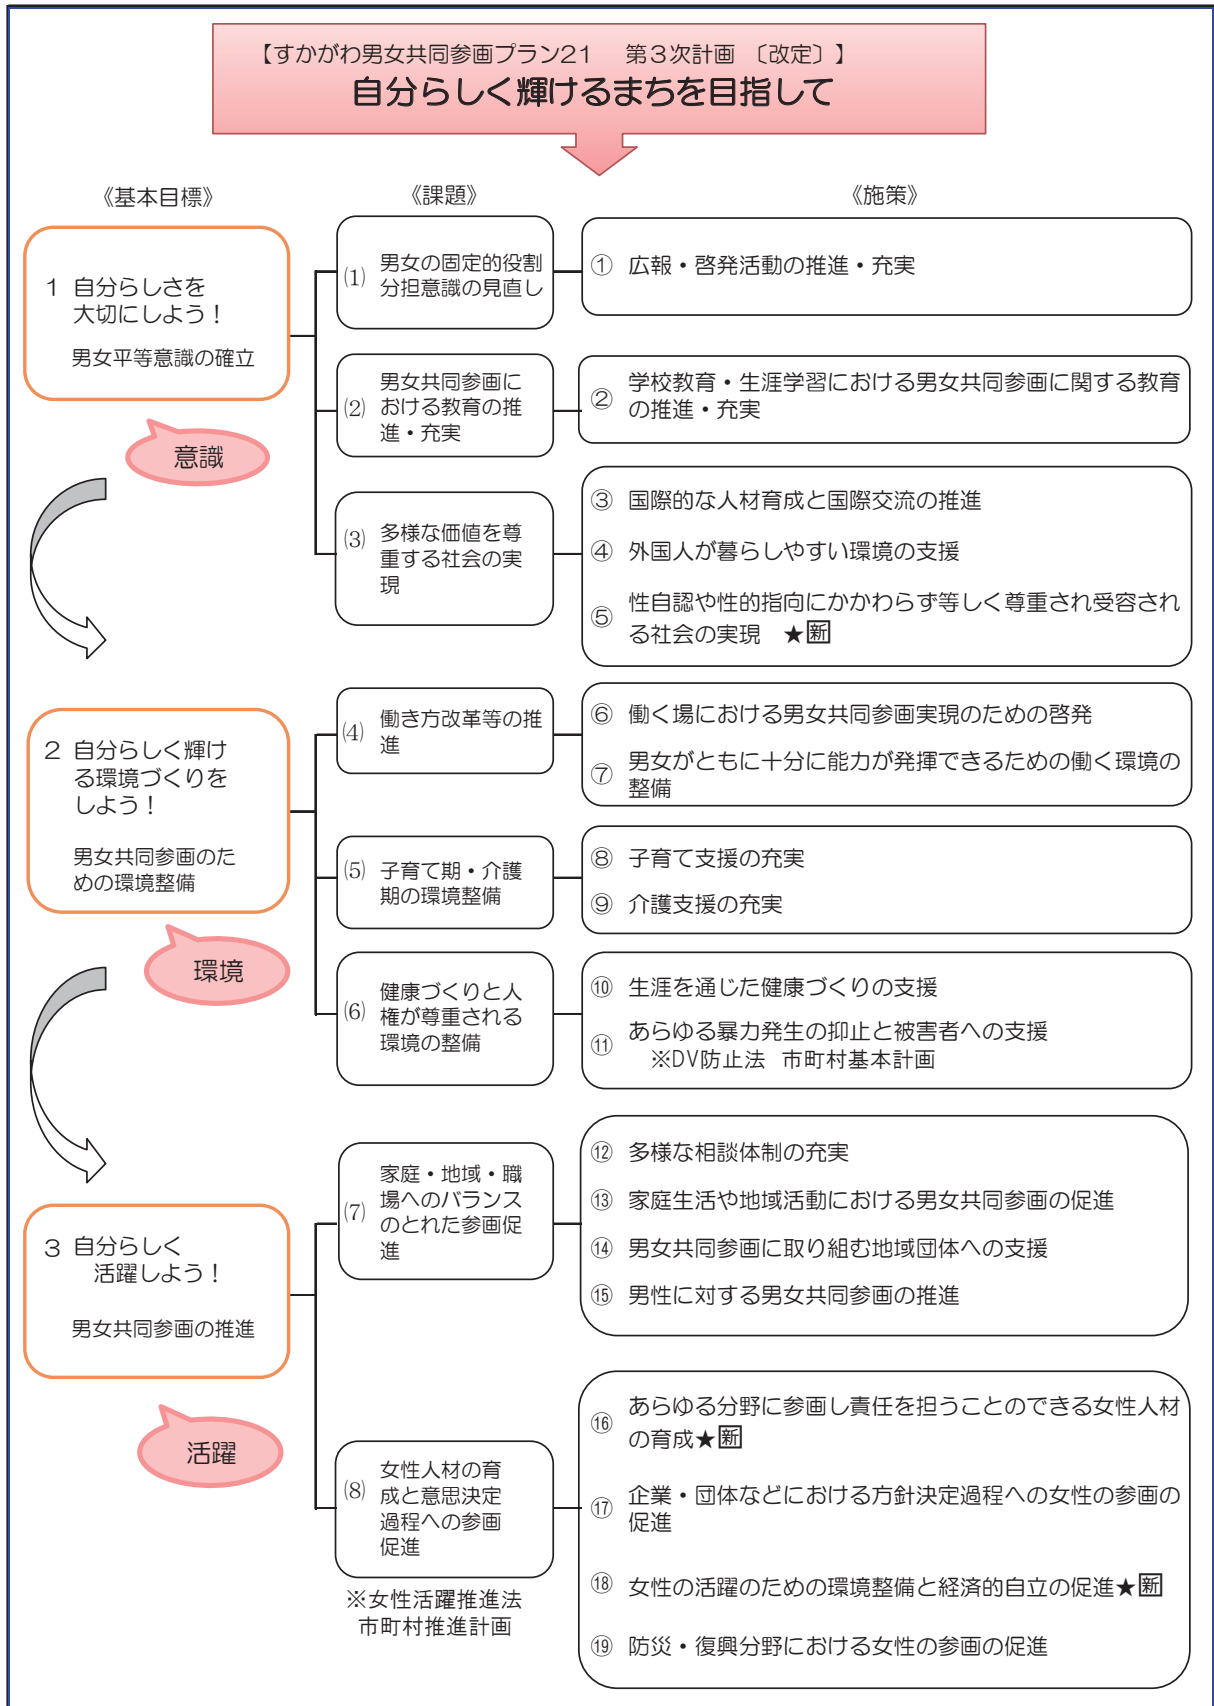 【すかがわ男女共同参画プラン21　第３次計画〔改定〕】
自分らしく輝けるまちを目指して
《基本目標》
《課題》
《施策》
１ 自分らしさを
大切にしよう！
男女平等意識の確立
意識
⑴ 男女の固定的役割
分担意識の見直し
① 広報・啓発活動の推進・充実
⑵ 男女共同参画に
おける教育の推
進・充実
② 学校教育・生涯学習における男女共同参画に関する教育
の推進・充実
⑶ 多様な価値を尊
重する社会の実
現
③ 国際的な人材育成と国際交流の推進
④ 外国人が暮らしやすい環境の支援
⑤ 性自認や性的指向にかかわらず等しく尊重され受容され
る社会の実現　★新
２ 自分らしく輝け
る環境づくりを
しよう！
男女共同参画のた
めの環境整備
環境
⑷ 働き方改革等の推
進
⑥ 働く場における男女共同参画実現のための啓発
⑦ 男女がともに十分に能力が発揮できるための働く環境の
整備
⑸ 子育て期・介護
期の環境整備
⑧ 子育て支援の充実
⑨ 介護支援の充実
⑹ 健康づくりと人
権が尊重される
環境の整備
⑩ 生涯を通じた健康づくりの支援
⑪ あらゆる暴力発生の抑止と被害者への支援
※DV防止法　市町村基本計画
３ 自分らしく
活躍しよう！
男女共同参画の推進
活躍
⑺ 家庭・地域・職
場へのバランス
のとれた参画促
進
⑫ 多様な相談体制の充実
⑬ 家庭生活や地域活動における男女共同参画の促進
⑭ 男女共同参画に取り組む地域団体への支援
⑮ 男性に対する男女共同参画の推進
⑻ 女性人材の育
成と意思決定
過程への参画
促進
※女性活躍推進法
市町村推進計画
⑯ あらゆる分野に参画し責任を担うことのできる女性人材
の育成★新
⑰ 企業・団体などにおける方針決定過程への女性の参画の
促進
⑱ 女性の活躍のための環境整備と経済的自立の促進★新
⑲ 防災・復興分野における女性の参画の促進